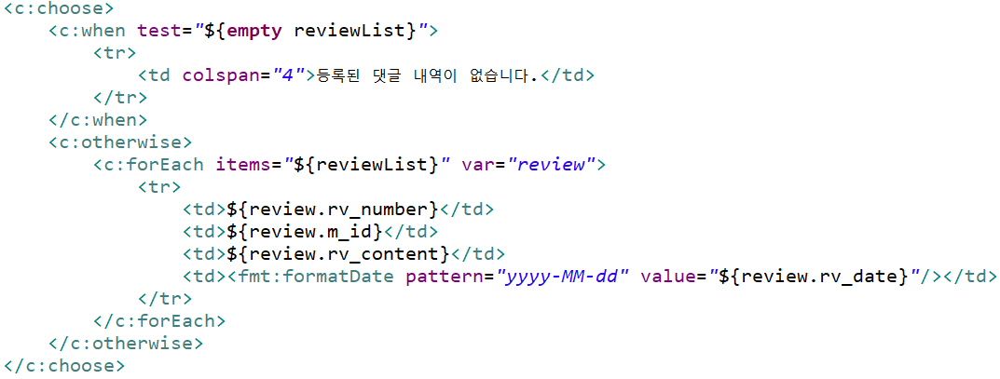 <c:choose>
    <c:when test="${empty reviewList}">
        <tr>
            <td colspan="4">등록된 댓글 내역이 없습니다.</td>
        </tr>
    </c:when>
    <c:otherwise>
        <c:forEach items="${reviewList}" var="review">
            <tr>
                <td>${review.rv_number}</td>
                <td>${review.m_id}</td>
                <td>${review.rv_content}</td>
                <td><fmt:formatDate pattern="yyyy-MM-dd" value="${review.rv_date}"/></td>
            </tr>
        </c:forEach>
    </c:otherwise>
</c:choose>